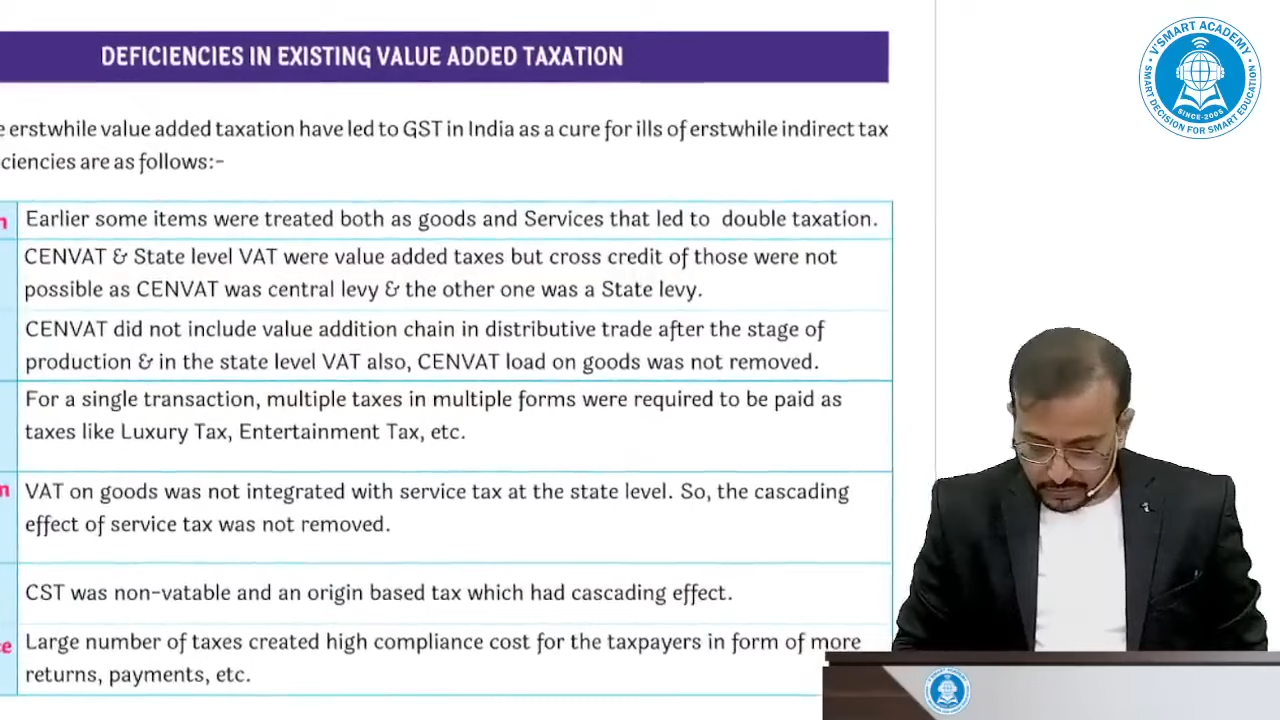 DEFICIENCIES IN EXISTING VALUE ADDED TAXATION
e erstwhile value added taxation have led to GST in India as a cure for ills of erstwhile indirect tax
ciencies are as follows:-
n Earlier some items were treated both as goods and Services that led to double taxation.
CENVAT & State level VAT were value added taxes but cross credit of those were not
possible as CENVAT was central levy & the other one was a State levy.
CENVAT did not include value addition chain in distributive trade after the stage of
production & in the state level VAT also, CENVAT load on goods was not removed.
For a single transaction, multiple taxes in multiple forms were required to be paid as
taxes like Luxury Tax, Entertainment Tax, etc.
n VAT on goods was not integrated with service tax at the state level. So, the cascading
effect of service tax was not removed.
CST was non-vatable and an origin based tax which had cascading effect.
ce Large number of taxes created high compliance cost for the taxpayers in form of more
returns, payments, etc.
V'SMART ACADEMY
SMART DECISION FOR SMART EDUCATION
SINCE-2005